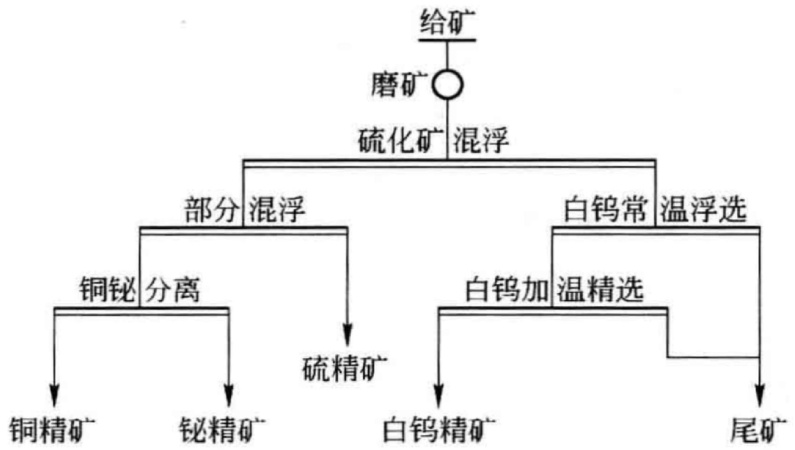 给矿
磨矿
硫化矿混浮
部分混浮
白钨常温浮选
铜铋分离
白钨加温精选
硫精矿
铜精矿
铋精矿
白钨精矿
尾矿